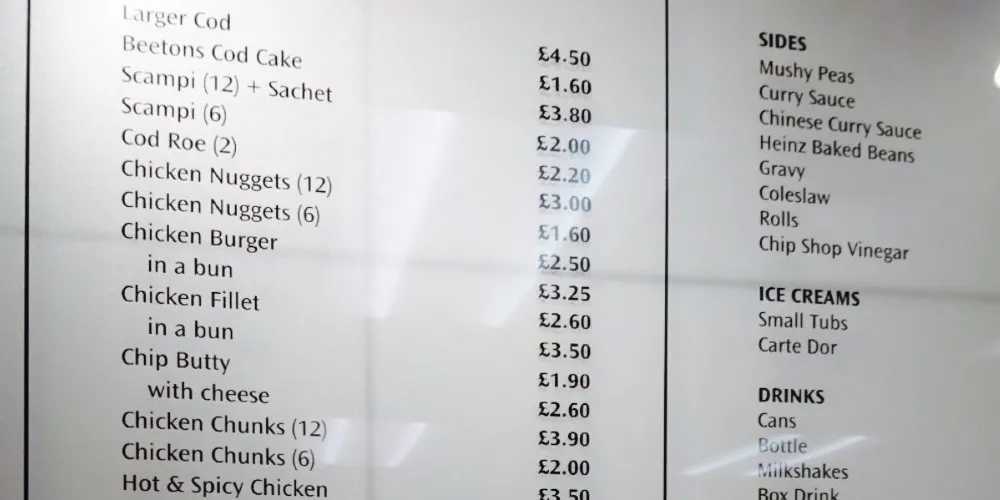 Larger Cod £4.50
Beetons Cod Cake £1.60
Scampi (12) + Sachet £3.80
Scampi (6) £2.00
Cod Roe (2) £2.20
Chicken Nuggets (12) £3.00
Chicken Nuggets (6) £1.60
Chicken Burger £2.50
in a bun £3.25
Chicken Fillet £2.60
in a bun £3.50
Chip Butty £1.90
with cheese £2.60
Chicken Chunks (12) £3.90
Chicken Chunks (6) £2.00
Hot & Spicy Chicken £3.50
SIDES
Mushy Peas
Curry Sauce
Chinese Curry Sauce
Heinz Baked Beans
Gravy
Coleslaw
Rolls
Chip Shop Vinegar
ICE CREAMS
Small Tubs
Carte Dor
DRINKS
Cans
Bottle
Milkshakes
Box Drink